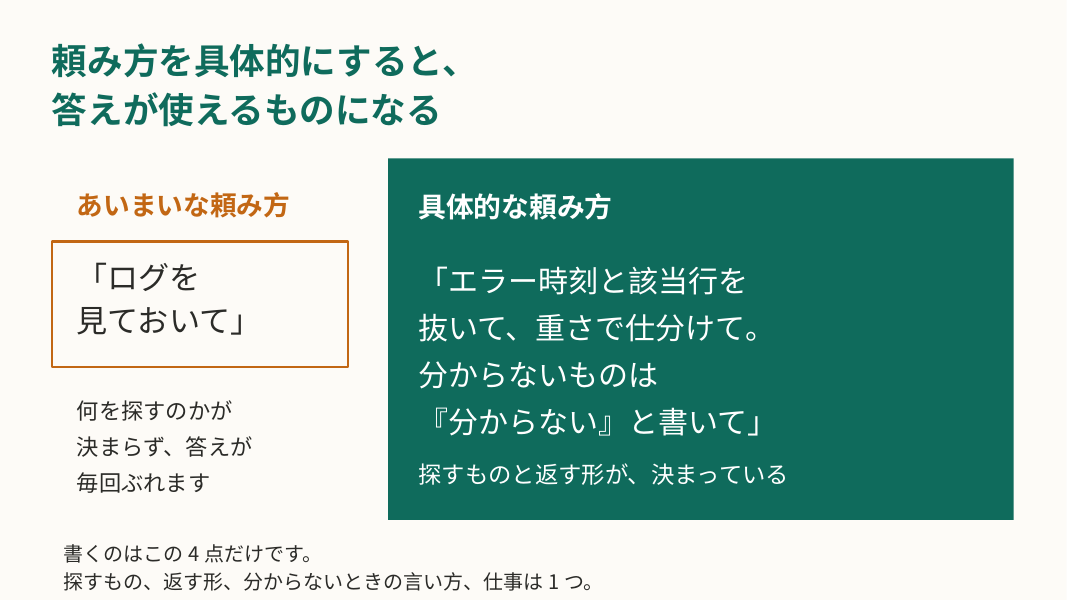 頼み方を具体的にすると、
答えが使えるものになる
あいまいな頼み方
「ログを
見ておいて」
何を探すのかが
決まらず、答えが
毎回ぶれます
具体的な頼み方
「エラー時刻と該当行を
抜いて、重さで仕分けて。
分からないものは
『分からない』と書いて」
探すものと返す形が、決まっている
書くのはこの 4 点だけです。
探すもの、返す形、分からないときの言い方、仕事は 1 つ。